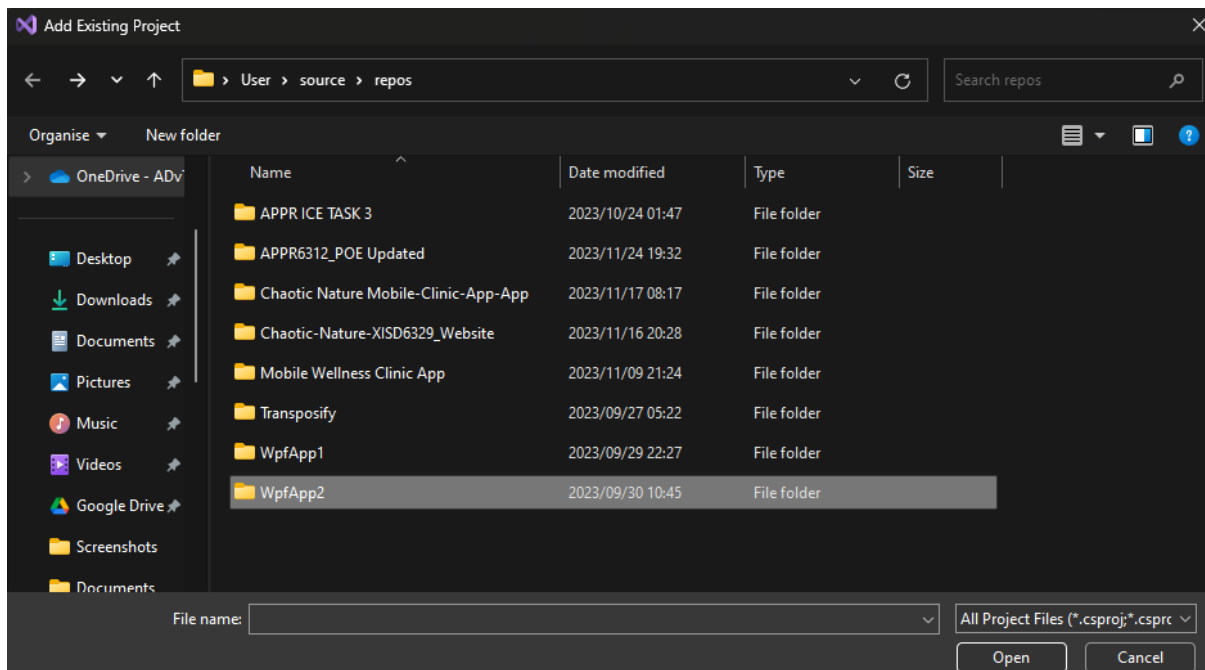 Add Existing Project
User > source > repos
Search repos
Organise
New folder
OneDrive - ADv
Desktop
Downloads
Documents
Pictures
Music
Videos
Google Drive
Screenshots
Documents
Name Date modified Type Size
APPR ICE TASK 3 2023/10/24 01:47 File folder
APPR6312_POE Updated 2023/11/24 19:32 File folder
Chaotic Nature Mobile-Clinic-App-App 2023/11/17 08:17 File folder
Chaotic-Nature-XISD6329_Website 2023/11/16 20:28 File folder
Mobile Wellness Clinic App 2023/11/09 21:24 File folder
Transposify 2023/09/27 05:22 File folder
WpfApp1 2023/09/29 22:27 File folder
WpfApp2 2023/09/30 10:45 File folder
File name:
All Project Files (*.csproj;*.cspro
Open Cancel